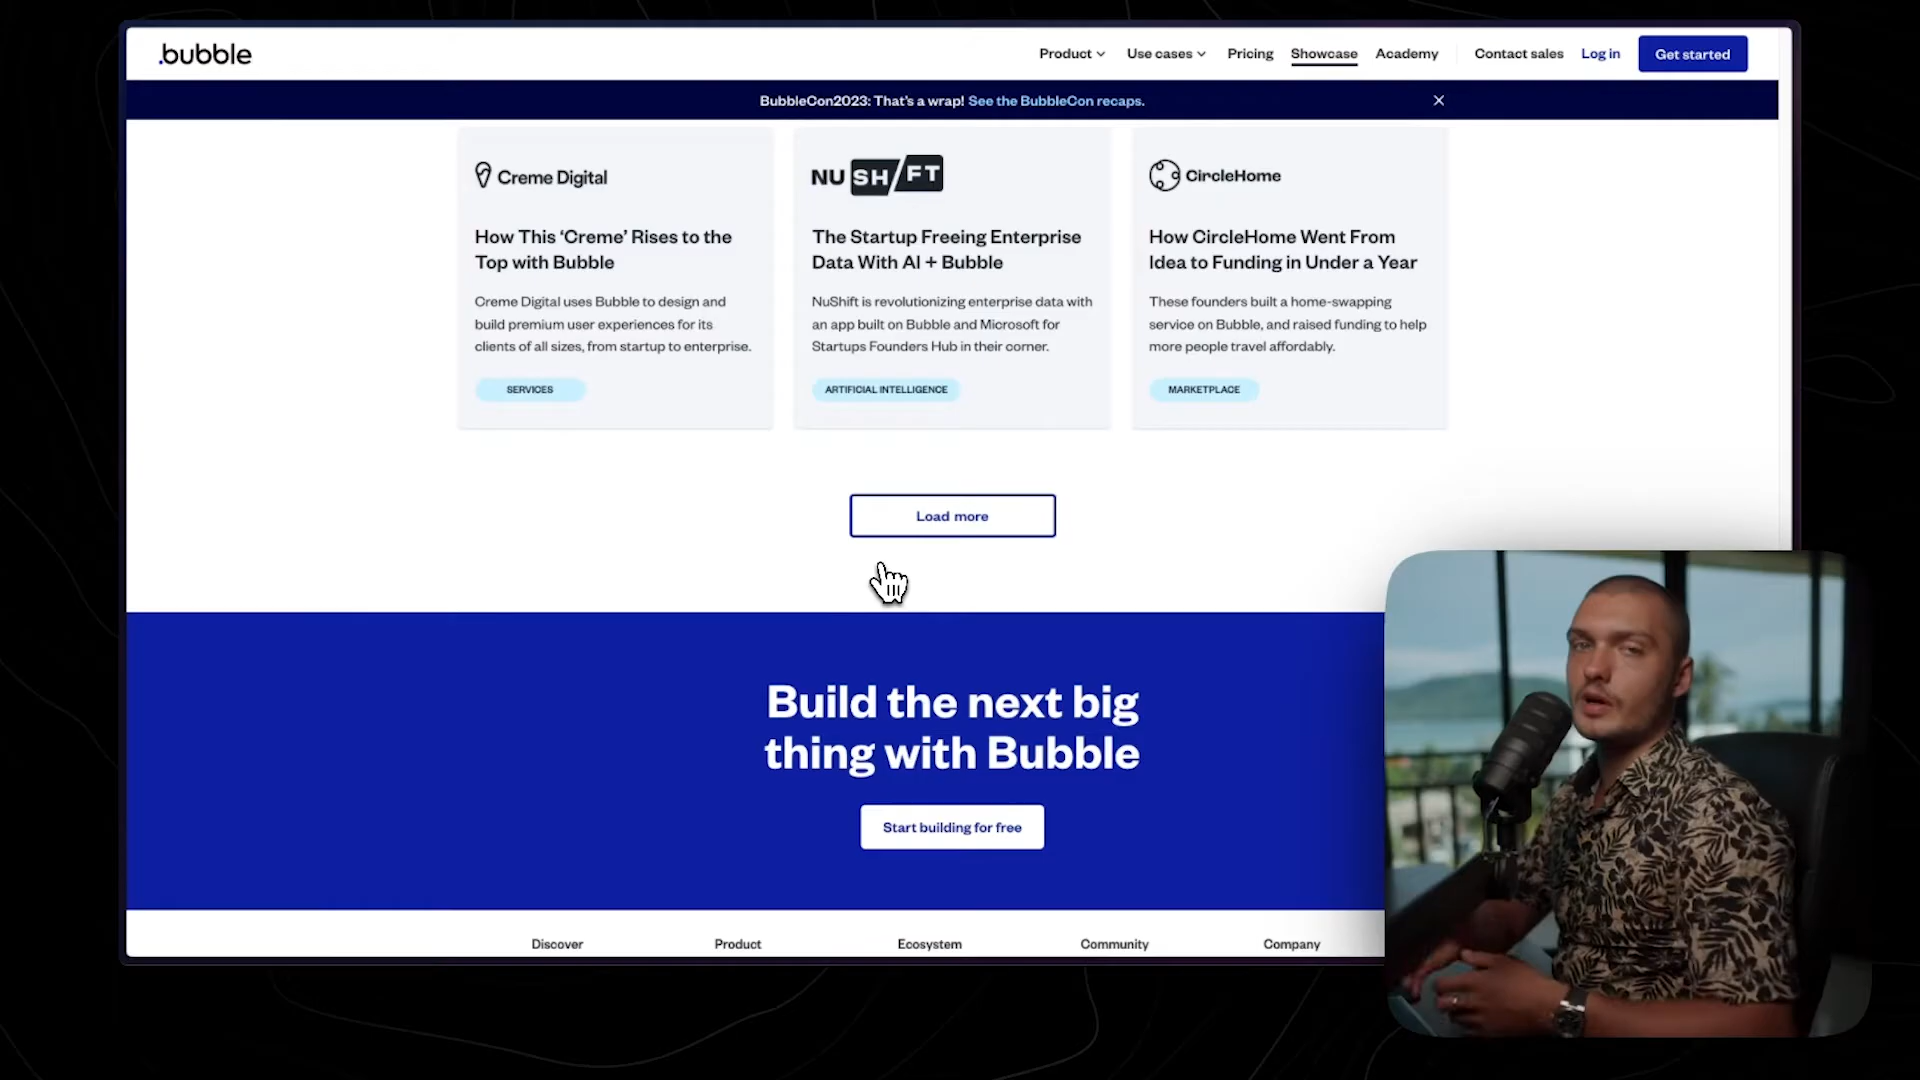 .bubble
Product
Use cases
Pricing
Showcase
Academy
Contact sales
Log in
Get started
BubbleCon2023: That's a wrap! See the BubbleCon recaps.
Creme Digital
How This ‘Creme’ Rises to the
Top with Bubble
Creme Digital uses Bubble to design and
build premium user experiences for its
clients of all sizes, from startup to enterprise.
SERVICES
NUSHIFT
The Startup Freeing Enterprise
Data With AI + Bubble
NuShift is revolutionizing enterprise data with
an app built on Bubble and Microsoft for
Startups Founders Hub in their corner.
ARTIFICIAL INTELLIGENCE
CircleHome
How CircleHome Went From
Idea to Funding in Under a Year
These founders built a home-swapping
service on Bubble, and raised funding to help
more people travel affordably.
MARKETPLACE
Load more
Build the next big
thing with Bubble
Start building for free
Discover
Product
Ecosystem
Community
Company